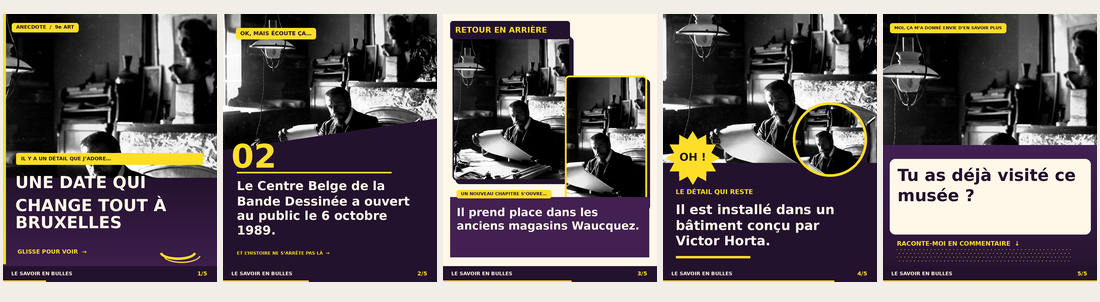 ANECDOTE / 9e ART
IL Y A UN DÉTAIL QUE J'ADORE...
UNE DATE QUI
CHANGE TOUT À
BRUXELLES
GLISSE POUR VOIR →
LE SAVOIR EN BULLES
1/5
OK, MAIS ÉCOUTE ÇA...
02
Le Centre Belge de la
Bande Dessinée a ouvert
au public le 6 octobre
1989.
ET L'HISTOIRE NE S'ARRÊTE PAS LÀ →
LE SAVOIR EN BULLES
2/5
RETOUR EN ARRIÈRE
UN NOUVEAU CHAPITRE S'OUVRE...
Il prend place dans les
anciens magasins Waucquez.
LE SAVOIR EN BULLES
3/5
OH !
LE DÉTAIL QUI RESTE
Il est installé dans un
bâtiment conçu par
Victor Horta.
LE SAVOIR EN BULLES
4/5
MOI, ÇA M'A DONNÉ ENVIE D'EN SAVOIR PLUS
Tu as déjà visité ce
musée ?
RACONTE-MOI EN COMMENTAIRE ↓
LE SAVOIR EN BULLES
5/5